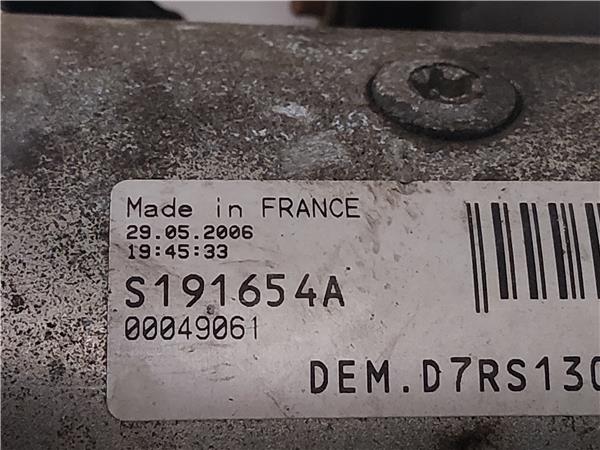 Made in FRANCE
29.05.2006
19:45:33
S191654A
00049061
DEM.D7RS130